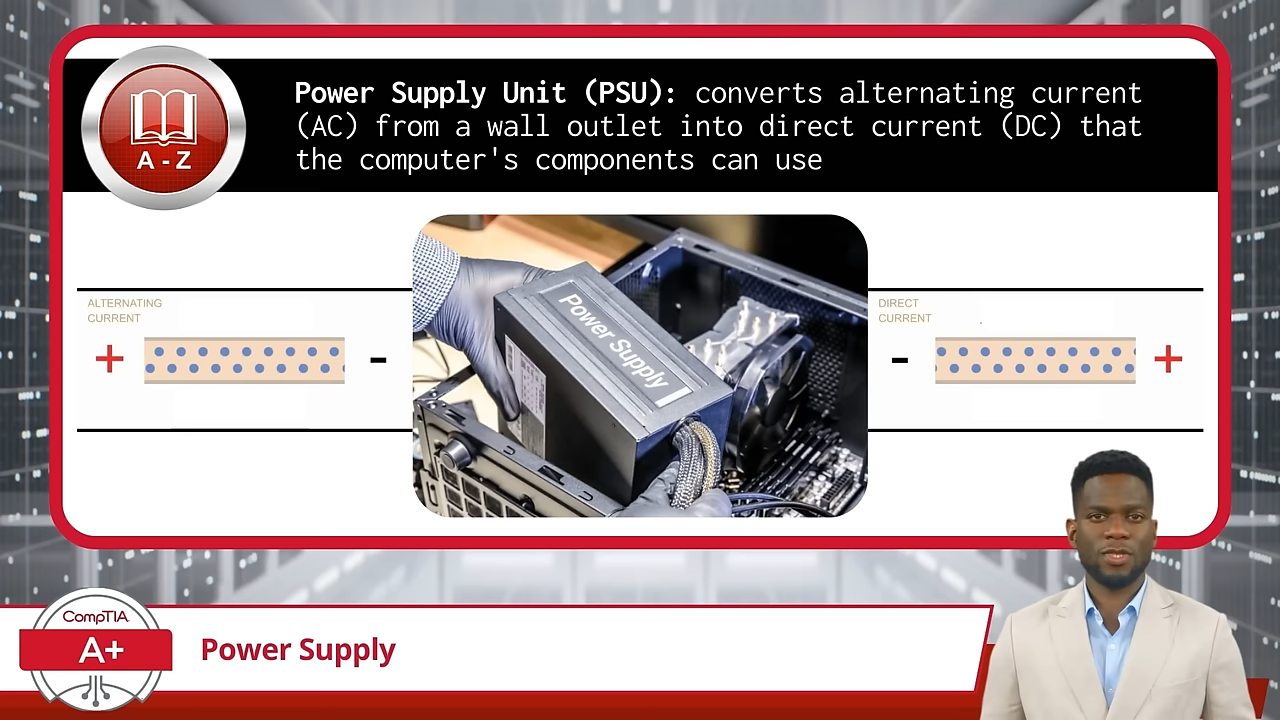 Power Supply Unit (PSU): converts alternating current
(AC) from a wall outlet into direct current (DC) that
the computer's components can use
A - Z
ALTERNATING
CURRENT
+
-
Power Supply
DIRECT
CURRENT
-
+
CompTIA.
A+
Power Supply